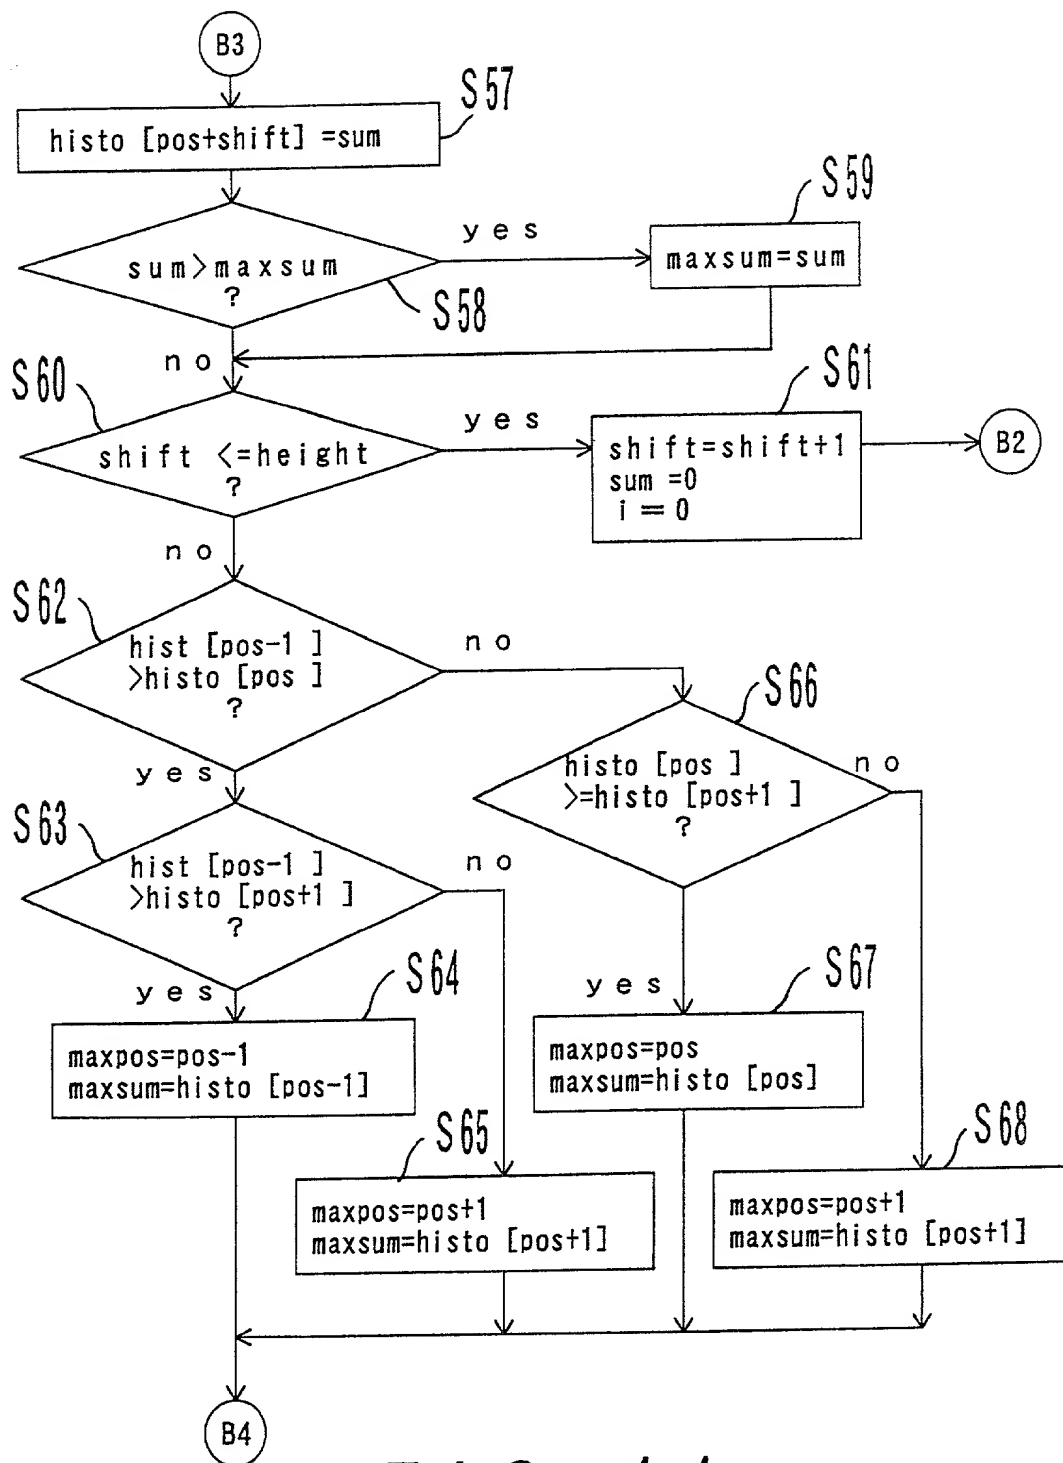 B3
S57
histo [pos+shift] =sum
S59
yes
maxsum=sum
sum>maxsum
?
S58
no
S60
S61
yes
shift <=height
?
shift=shift+1
sum =0
i = 0
B2
no
S62
hist [pos-1 ]
>histo [pos ]
?
no
S66
yes
histo [pos ]
>=histo [pos+1 ]
?
no
S63
hist [pos-1 ]
>histo [pos+1 ]
?
no
yes
S64
yes
S67
maxpos=pos-1
maxsum=histo [pos-1]
maxpos=pos
maxsum=histo [pos]
S65
S68
maxpos=pos+1
maxsum=histo [pos+1]
maxpos=pos+1
maxsum=histo [pos+1]
B4